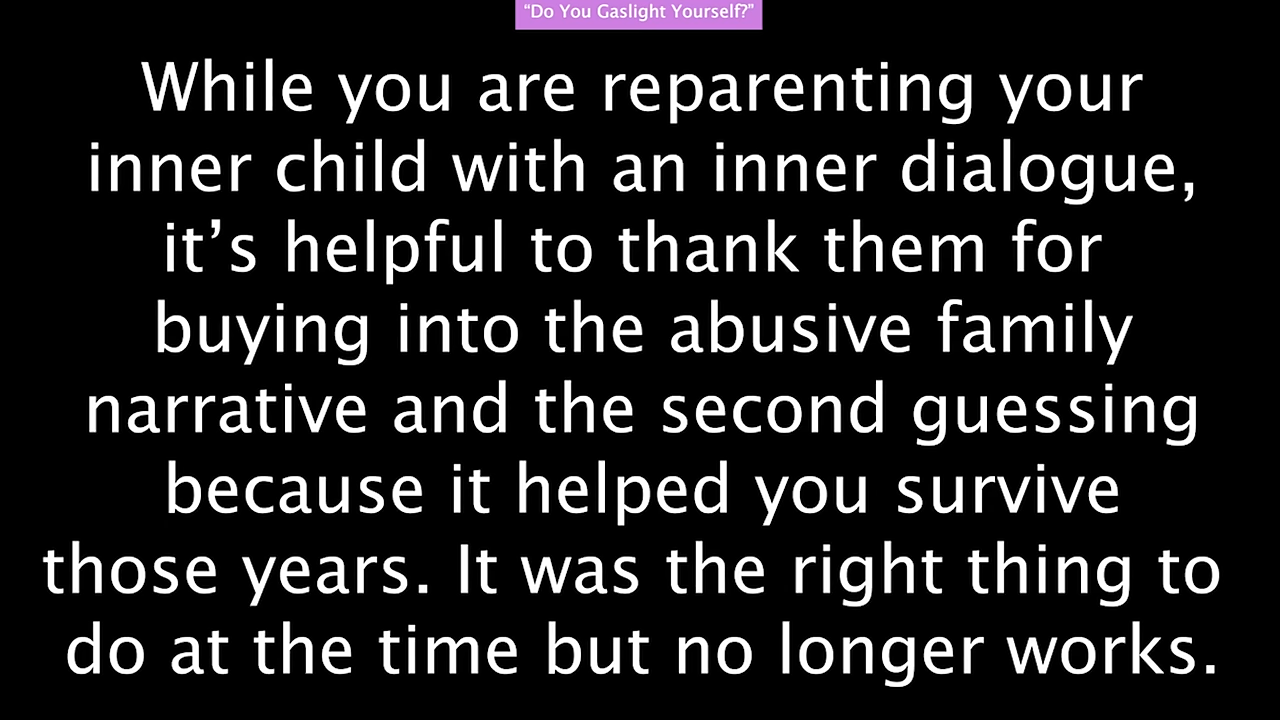 “Do You Gaslight Yourself?”
While you are reparenting your
inner child with an inner dialogue,
it’s helpful to thank them for
buying into the abusive family
narrative and the second guessing
because it helped you survive
those years. It was the right thing to
do at the time but no longer works.